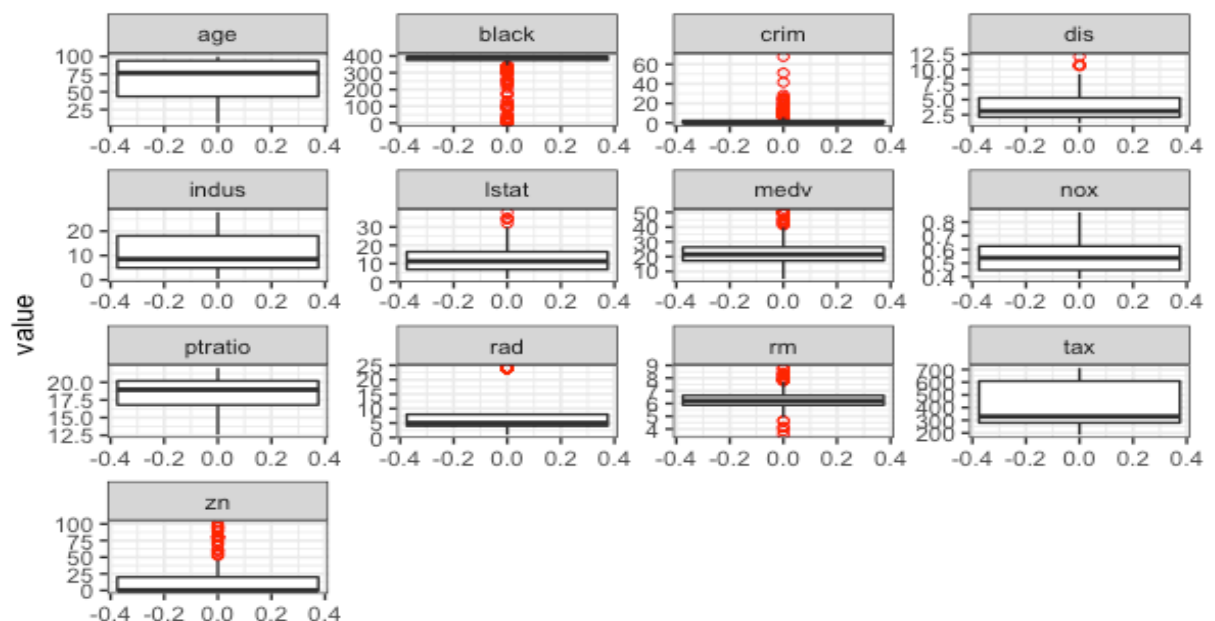 age black crim dis
100 75 50 25
400 300 200 100 0
60 40 20 0
12.5 10.0 7.5 5.0 2.5
-0.4 -0.2 0.0 0.2 0.4 -0.4 -0.2 0.0 0.2 0.4 -0.4 -0.2 0.0 0.2 0.4 -0.4 -0.2 0.0 0.2 0.4
indus lstat medv nox
20 10 0
30 20 10 0
50 40 30 20 10
0.8 0.7 0.6 0.5 0.4
-0.4 -0.2 0.0 0.2 0.4 -0.4 -0.2 0.0 0.2 0.4 -0.4 -0.2 0.0 0.2 0.4 -0.4 -0.2 0.0 0.2 0.4
value
ptratio rad rm tax
20.0 17.5 15.0 12.5
25 20 15 10 5 0
9 8 7 6 5 4
700 600 500 400 300 200
-0.4 -0.2 0.0 0.2 0.4 -0.4 -0.2 0.0 0.2 0.4 -0.4 -0.2 0.0 0.2 0.4 -0.4 -0.2 0.0 0.2 0.4
zn
100 75 50 25 0
-0.4 -0.2 0.0 0.2 0.4